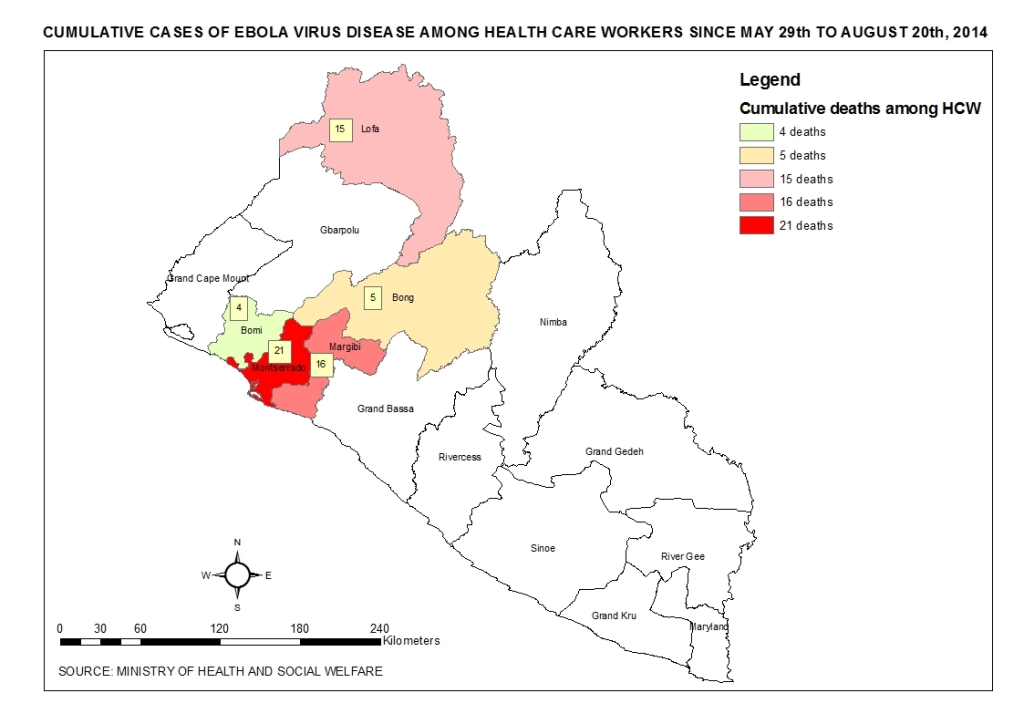 CUMULATIVE CASES OF EBOLA VIRUS DISEASE AMONG HEALTH CARE WORKERS SINCE MAY 29th TO AUGUST 20th, 2014
Legend
Cumulative deaths among HCW
4 deaths
5 deaths
15 deaths
16 deaths
21 deaths
15 Lofa
Gbarpolu
Grand Cape Mount
4
Bomi
5 Bong
Nimba
21
Montserrado
Margibi
16
Grand Bassa
Rivercess
Grand Gedeh
Sinoe
River Gee
Grand Kru
Maryland
N
W E
S
0 30 60 120 180 240
Kilometers
SOURCE: MINISTRY OF HEALTH AND SOCIAL WELFARE